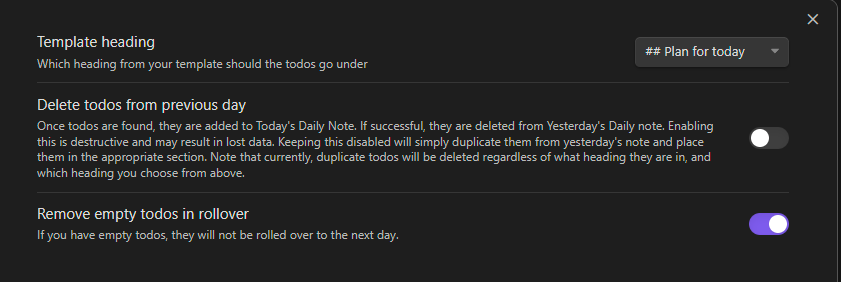 Template heading
## Plan for today
Which heading from your template should the todos go under
Delete todos from previous day
Once todos are found, they are added to Today's Daily Note. If successful, they are deleted from Yesterday's Daily note. Enabling
this is destructive and may result in lost data. Keeping this disabled will simply duplicate them from yesterday's note and place
them in the appropriate section. Note that currently, duplicate todos will be deleted regardless of what heading they are in, and
which heading you choose from above.
Remove empty todos in rollover
If you have empty todos, they will not be rolled over to the next day.